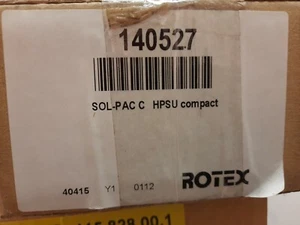 140527
SOL-PAC C HPSU compact
40415 Y1 0112 ROTEX